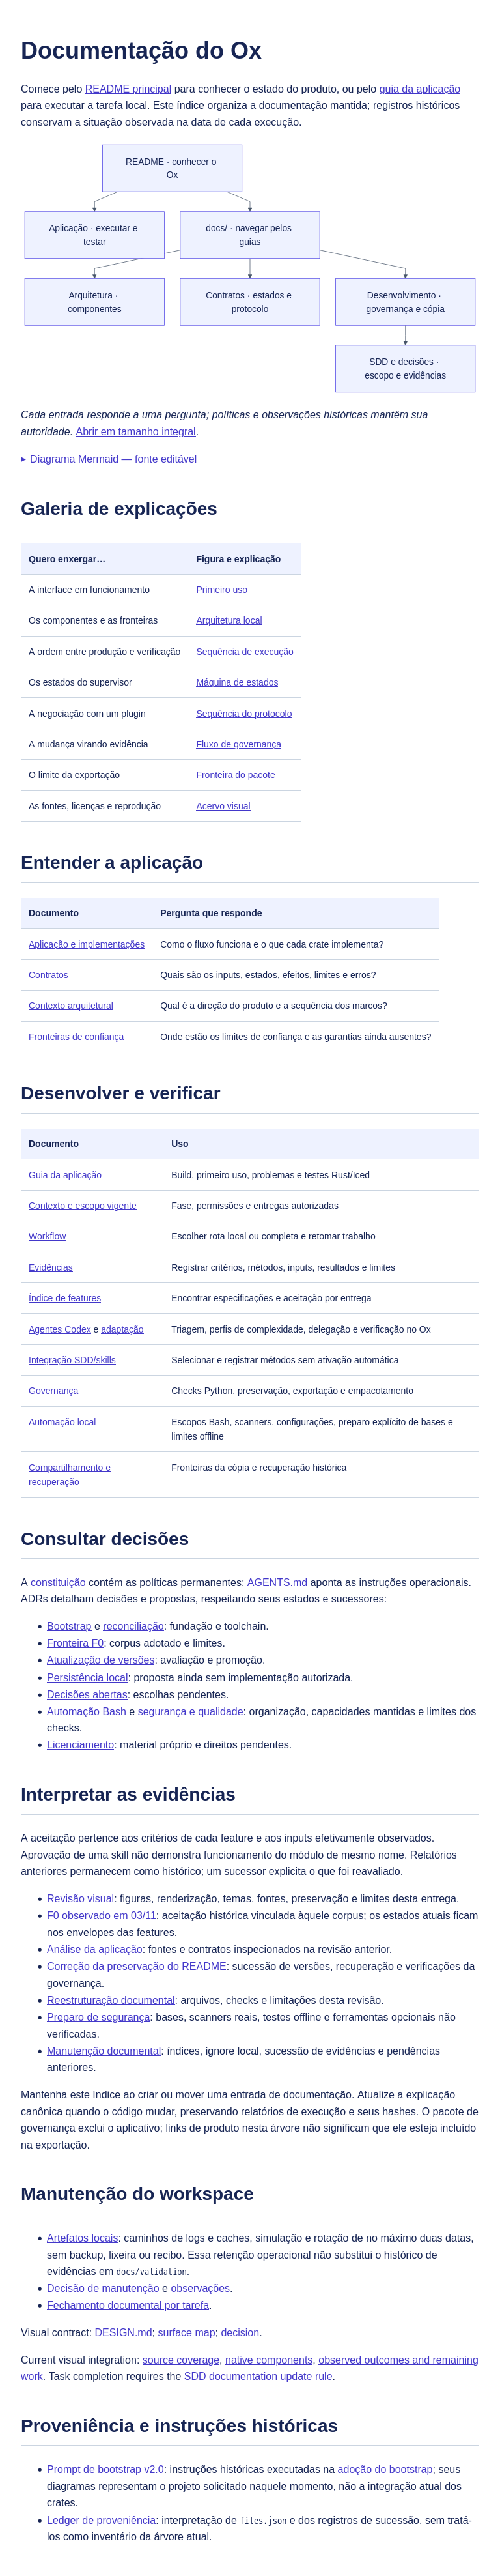 Documentação do Ox
Comece pelo README principal para conhecer o estado do produto, ou pelo guia da aplicação
para executar a tarefa local. Este índice organiza a documentação mantida; registros históricos
conservam a situação observada na data de cada execução.
README · conhecer o
Ox
Aplicação · executar e
testar
docs/ · navegar pelos
guias
Arquitetura ·
componentes
Contratos · estados e
protocolo
Desenvolvimento ·
governança e cópia
SDD e decisões ·
escopo e evidências
Cada entrada responde a uma pergunta; políticas e observações históricas mantêm sua
autoridade. Abrir em tamanho integral.
▸ Diagrama Mermaid — fonte editável
Galeria de explicações
Quero enxergar… Figura e explicação
A interface em funcionamento Primeiro uso
Os componentes e as fronteiras Arquitetura local
A ordem entre produção e verificação Sequência de execução
Os estados do supervisor Máquina de estados
A negociação com um plugin Sequência do protocolo
A mudança virando evidência Fluxo de governança
O limite da exportação Fronteira do pacote
As fontes, licenças e reprodução Acervo visual
Entender a aplicação
Documento Pergunta que responde
Aplicação e implementações Como o fluxo funciona e o que cada crate implementa?
Contratos Quais são os inputs, estados, efeitos, limites e erros?
Contexto arquitetural Qual é a direção do produto e a sequência dos marcos?
Fronteiras de confiança Onde estão os limites de confiança e as garantias ainda ausentes?
Desenvolver e verificar
Documento Uso
Guia da aplicação Build, primeiro uso, problemas e testes Rust/Iced
Contexto e escopo vigente Fase, permissões e entregas autorizadas
Workflow Escolher rota local ou completa e retomar trabalho
Evidências Registrar critérios, métodos, inputs, resultados e limites
Índice de features Encontrar especificações e aceitação por entrega
Agentes Codex e adaptação Triagem, perfis de complexidade, delegação e verificação no Ox
Integração SDD/skills Selecionar e registrar métodos sem ativação automática
Governança Checks Python, preservação, exportação e empacotamento
Automação local Escopos Bash, scanners, configurações, preparo explícito de bases e
limites offline
Compartilhamento e
recuperação Fronteiras da cópia e recuperação histórica
Consultar decisões
A constituição contém as políticas permanentes; AGENTS.md aponta as instruções operacionais.
ADRs detalham decisões e propostas, respeitando seus estados e sucessores:
• Bootstrap e reconciliação: fundação e toolchain.
• Fronteira F0: corpus adotado e limites.
• Atualização de versões: avaliação e promoção.
• Persistência local: proposta ainda sem implementação autorizada.
• Decisões abertas: escolhas pendentes.
• Automação Bash e segurança e qualidade: organização, capacidades mantidas e limites dos
checks.
• Licenciamento: material próprio e direitos pendentes.
Interpretar as evidências
A aceitação pertence aos critérios de cada feature e aos inputs efetivamente observados.
Aprovação de uma skill não demonstra funcionamento do módulo de mesmo nome. Relatórios
anteriores permanecem como histórico; um sucessor explicita o que foi reavaliado.
• Revisão visual: figuras, renderização, temas, fontes, preservação e limites desta entrega.
• F0 observado em 03/11: aceitação histórica vinculada àquele corpus; os estados atuais ficam
nos envelopes das features.
• Análise da aplicação: fontes e contratos inspecionados na revisão anterior.
• Correção da preservação do README: sucessão de versões, recuperação e verificações da
governança.
• Reestruturação documental: arquivos, checks e limitações desta revisão.
• Preparo de segurança: bases, scanners reais, testes offline e ferramentas opcionais não
verificadas.
• Manutenção documental: índices, ignore local, sucessão de evidências e pendências
anteriores.
Mantenha este índice ao criar ou mover uma entrada de documentação. Atualize a explicação
canônica quando o código mudar, preservando relatórios de execução e seus hashes. O pacote de
governança exclui o aplicativo; links de produto nesta árvore não significam que ele esteja incluído
na exportação.
Manutenção do workspace
• Artefatos locais: caminhos de logs e caches, simulação e rotação de no máximo duas datas,
sem backup, lixeira ou recibo. Essa retenção operacional não substitui o histórico de
evidências em docs/validation.
• Decisão de manutenção e observações.
• Fechamento documental por tarefa.
Visual contract: DESIGN.md; surface map; decision.
Current visual integration: source coverage, native components, observed outcomes and remaining
work. Task completion requires the SDD documentation update rule.
Proveniência e instruções históricas
• Prompt de bootstrap v2.0: instruções históricas executadas na adoção do bootstrap; seus
diagramas representam o projeto solicitado naquele momento, não a integração atual dos
crates.
• Ledger de proveniência: interpretação de files.json e dos registros de sucessão, sem tratá-
los como inventário da árvore atual.